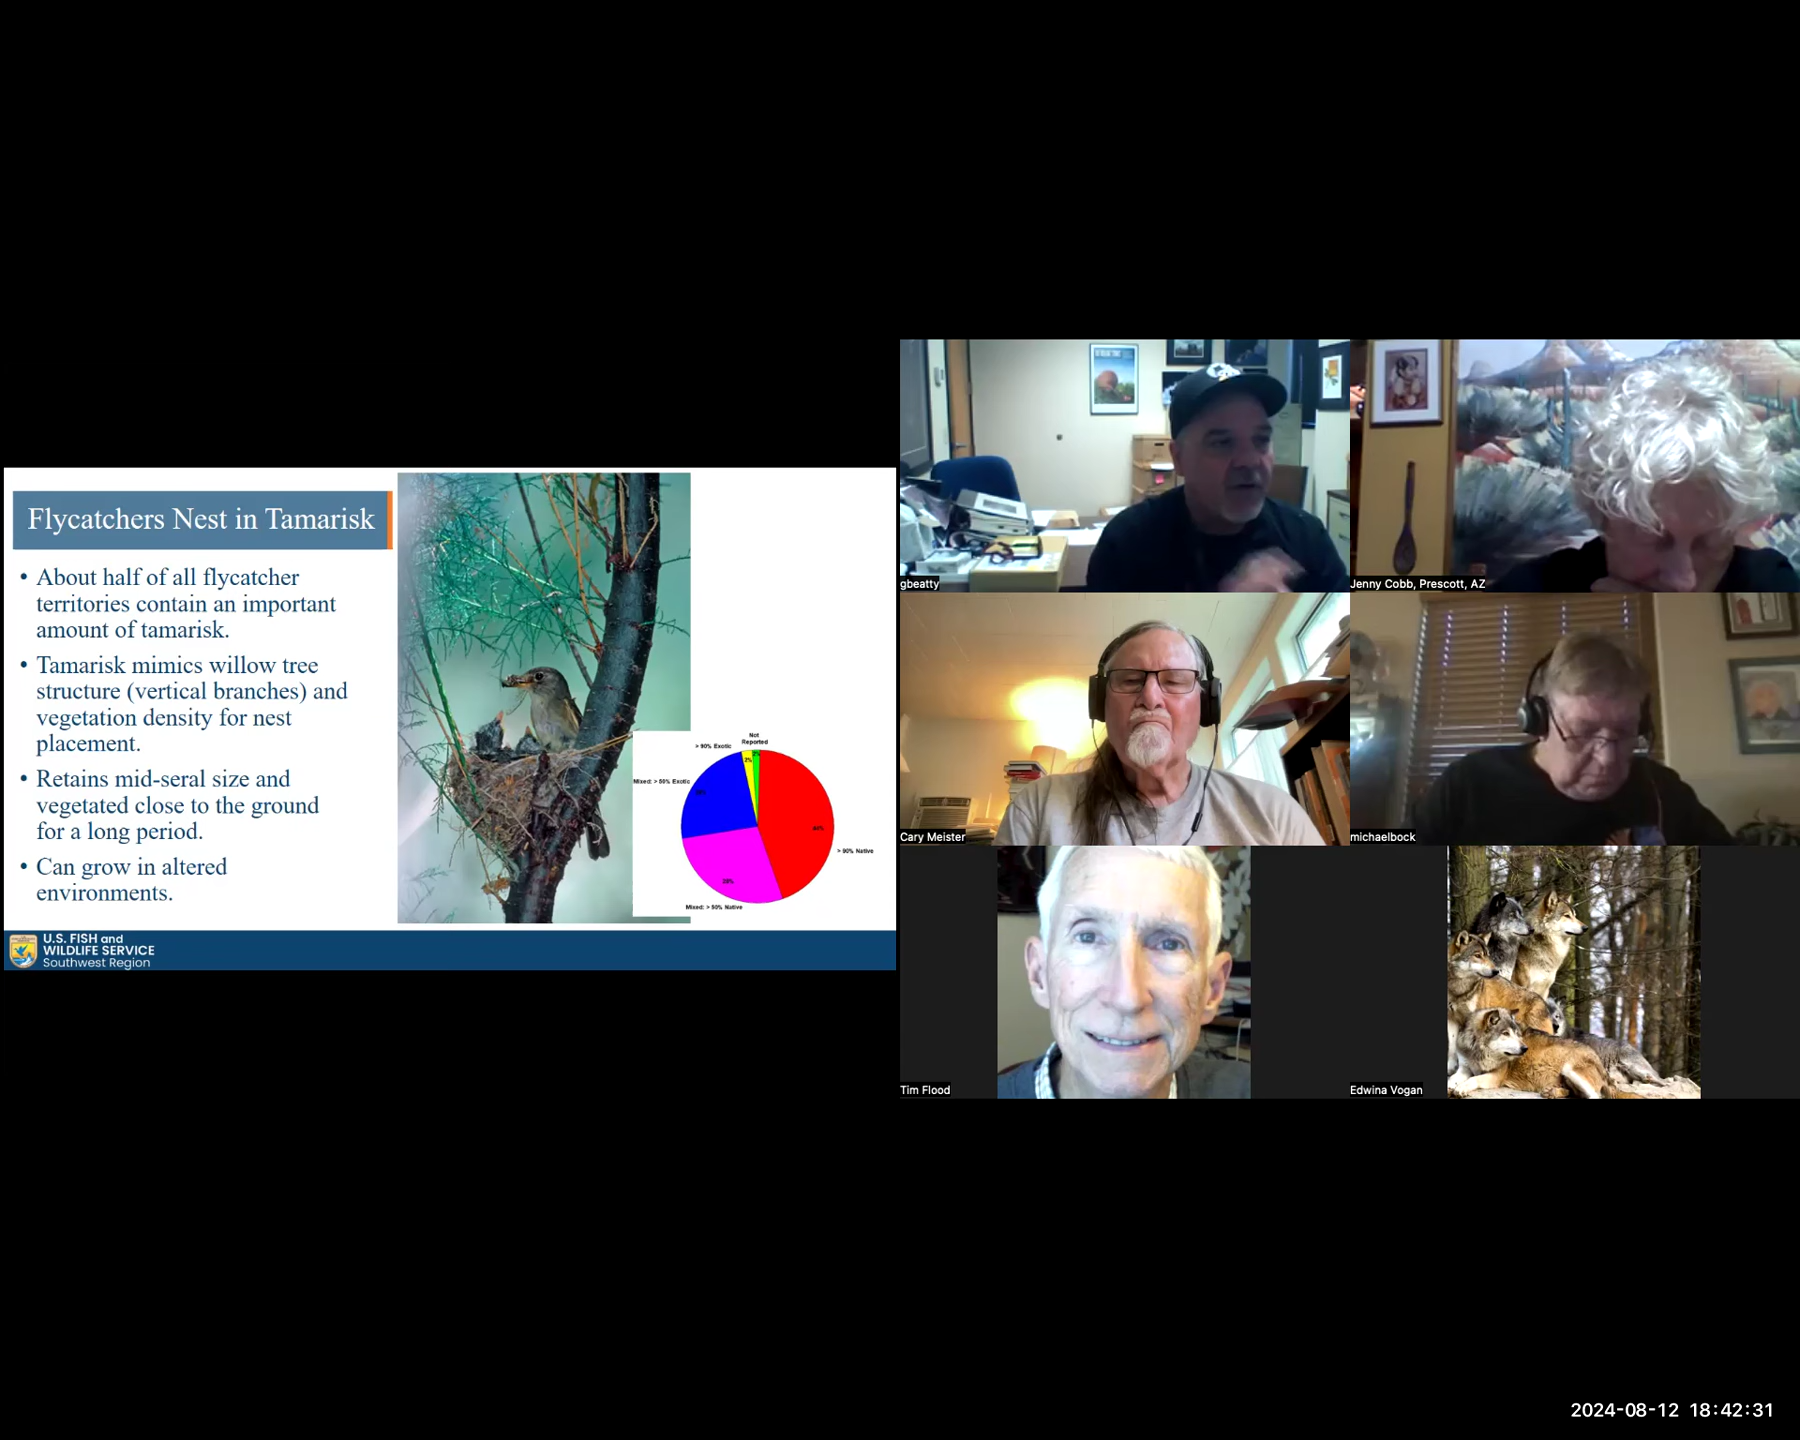 Flycatchers Nest in Tamarisk
• About half of all flycatcher
territories contain an important
amount of tamarisk.
• Tamarisk mimics willow tree
structure (vertical branches) and
vegetation density for nest
placement.
• Retains mid-seral size and
vegetated close to the ground
for a long period.
• Can grow in altered
environments.
Not
Reported
> 90% Exotic
2%
Mixed: > 50% Exotic
> 90% Native
Mixed: > 50% Native
U.S. FISH and
WILDLIFE SERVICE
Southwest Region
gbeatty
Jenny Cobb, Prescott, AZ
Cary Meister
michaelbock
Tim Flood
Edwina Vogan
2024-08-12 18:42:31